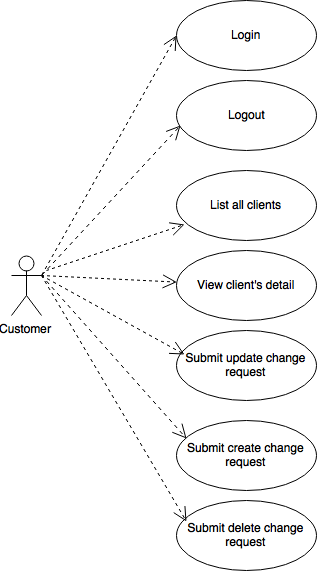 Login
Logout
List all clients
View client's detail
Customer
Submit update change
request
Submit create change
request
Submit delete change
request